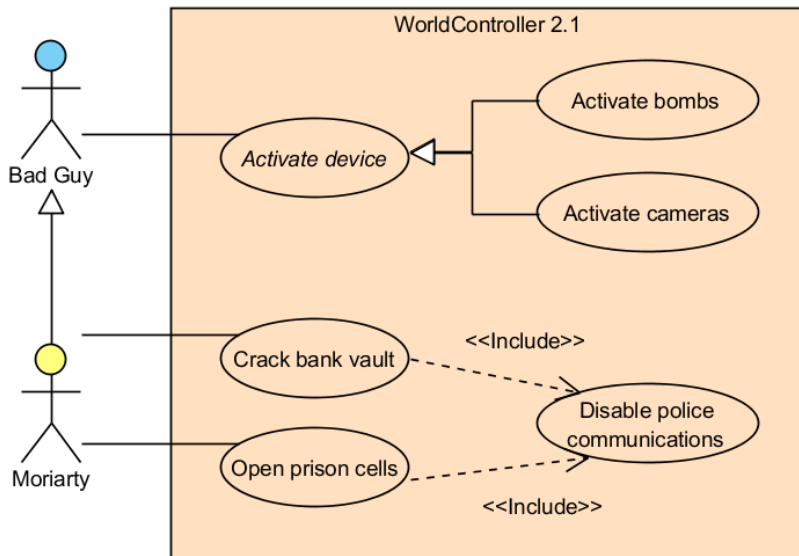 WorldController 2.1
Bad Guy
Activate device
Activate bombs
Activate cameras
Moriarty
Crack bank vault
<<Include>>
Disable police
communications
Open prison cells
<<Include>>